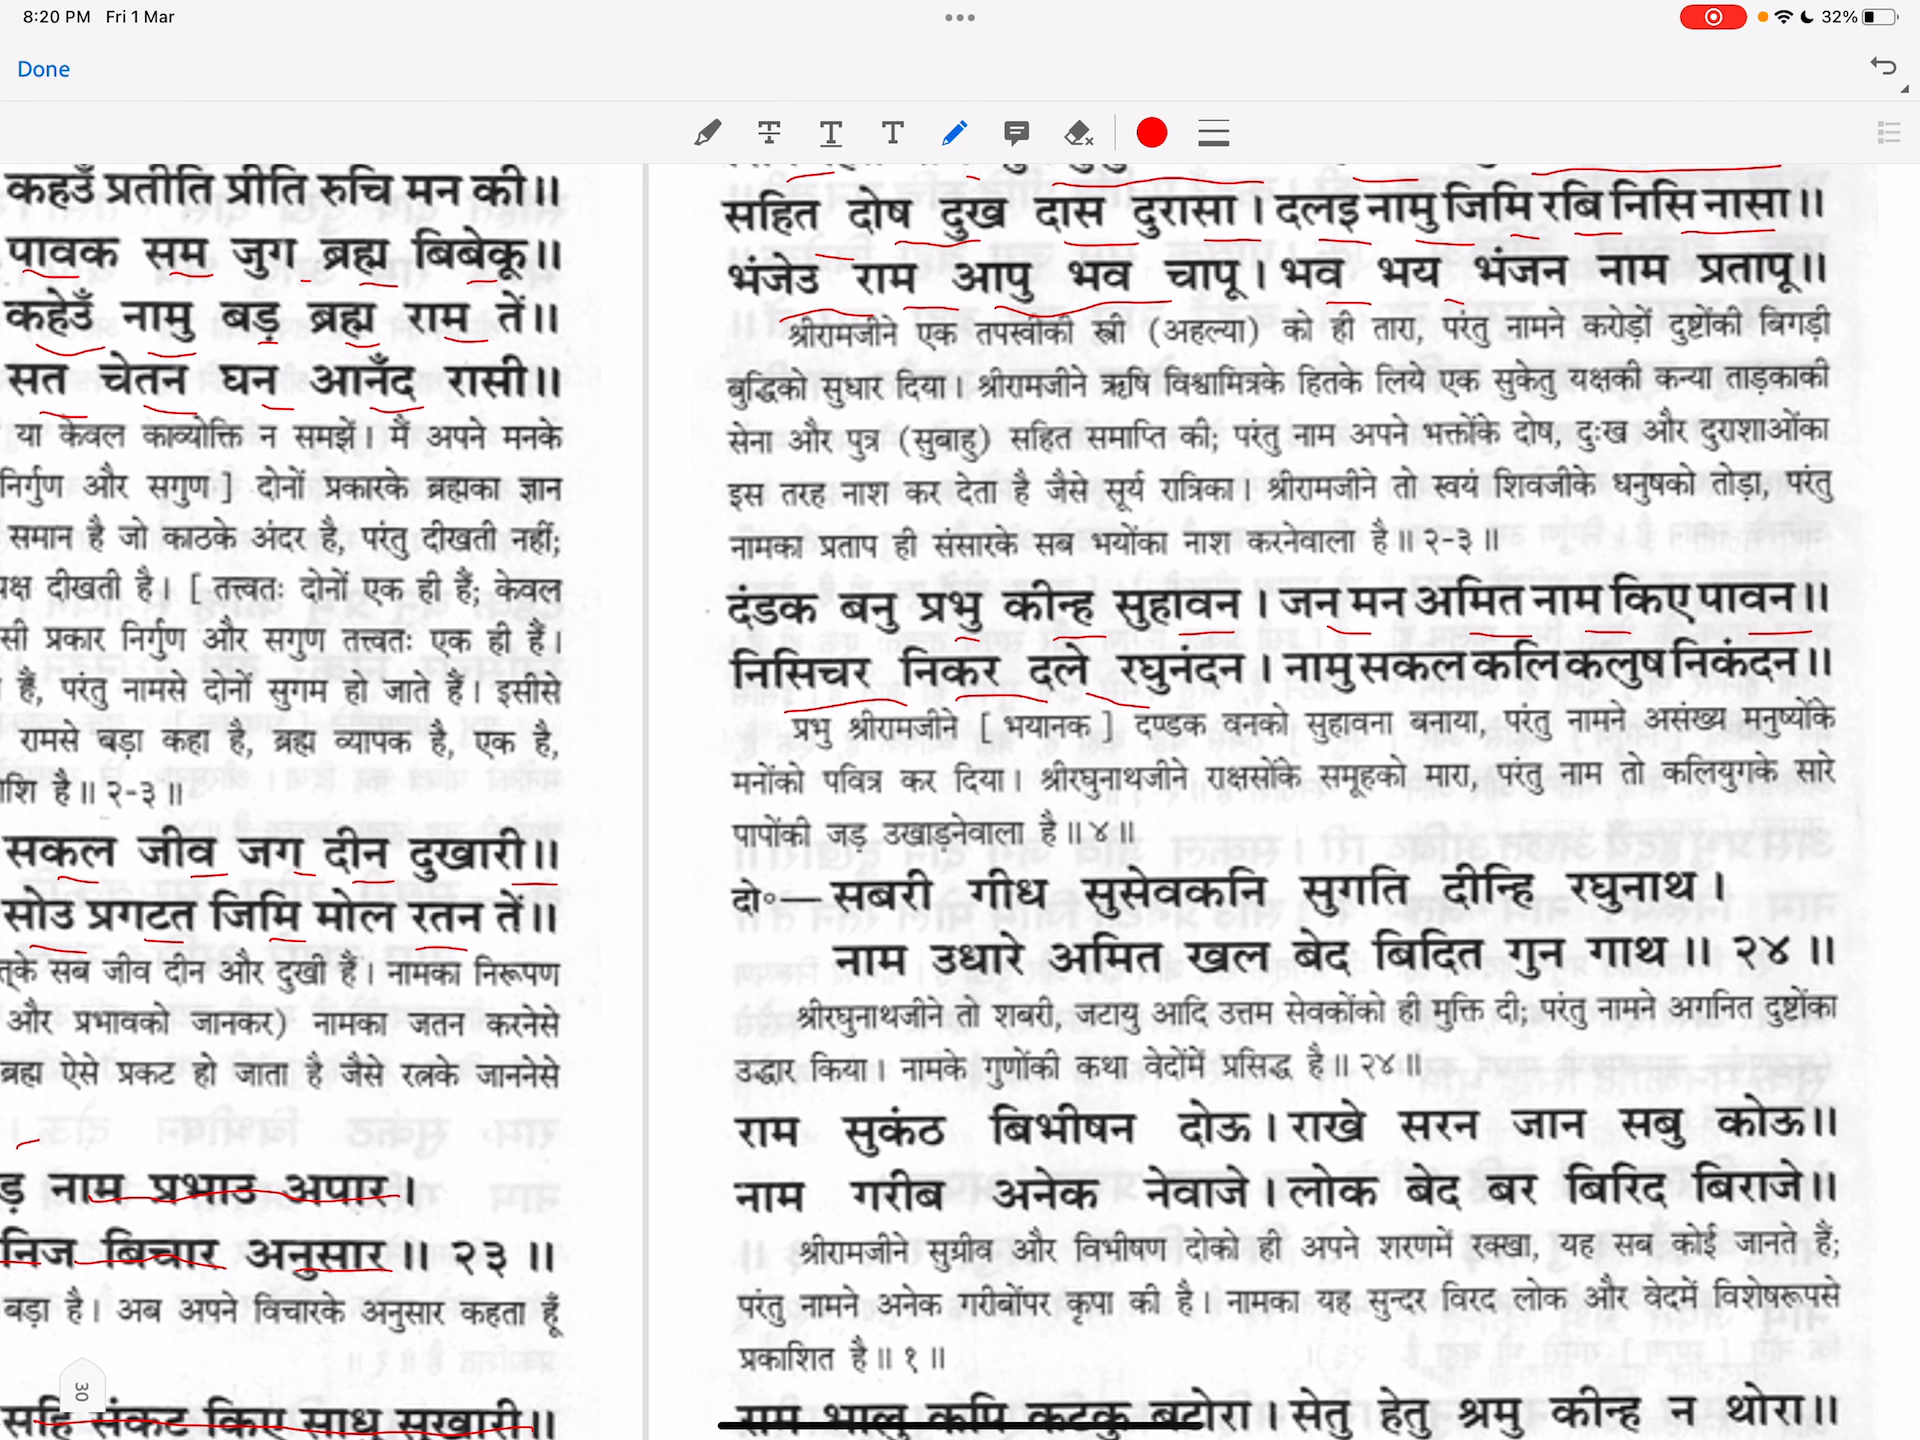 8:20 PM Fri 1 Mar
32%
Done
कहउँ प्रतीति प्रीति रुचि मन की॥
पावक सम जुग ब्रह्म बिबेकू॥
कहेउँ नामु बड़ ब्रह्म राम तें॥
सत चेतन घन आनँद रासी॥
या केवल काव्योक्ति न समझें। मैं अपने मनके
निर्गुण और सगुण ] दोनों प्रकारके ब्रह्मका ज्ञान
समान है जो काठके अंदर है, परंतु दीखती नहीं;
दीखती है। [ तत्त्वतः दोनों एक ही हैं; केवल
सी प्रकार निर्गुण और सगुण तत्त्वतः एक ही हैं।
हैं, परंतु नामसे दोनों सुगम हो जाते हैं। इसीसे
रामसे बड़ा कहा है, ब्रह्म व्यापक है, एक है,
शि है॥ २-३॥
सकल जीव जग दीन दुखारी॥
सोउ प्रगटत जिमि मोल रतन तें॥
के सब जीव दीन और दुखी हैं। नामका निरूपण
और प्रभावको जानकर) नामका जतन करनेसे
ब्रह्म ऐसे प्रकट हो जाता है जैसे रत्नके जाननेसे
ड़ नाम प्रभाउ अपार।
निज बिचार अनुसार॥ २३॥
बड़ा है। अब अपने विचारके अनुसार कहता हूँ
30
सहि संकट किए साधु सुखारी॥
सहित दोष दुख दास दुरासा। दलइ नामु जिमि रबि निसि नासा॥
भंजेउ राम आपु भव चापू। भव भय भंजन नाम प्रतापू॥
श्रीरामजीने एक तपस्वीकी स्त्री (अहल्या) को ही तारा, परंतु नामने करोड़ों दुष्टोंकी बिगड़ी
बुद्धिको सुधार दिया। श्रीरामजीने ऋषि विश्वामित्रके हितके लिये एक सुकेतु यक्षकी कन्या ताड़काकी
सेना और पुत्र (सुबाहु) सहित समाप्ति की; परंतु नाम अपने भक्तोंके दोष, दुःख और दुराशाओंका
इस तरह नाश कर देता है जैसे सूर्य रात्रिका। श्रीरामजीने तो स्वयं शिवजीके धनुषको तोड़ा, परंतु
नामका प्रताप ही संसारके सब भयोंका नाश करनेवाला है॥ २-३॥
दंडक बनु प्रभु कीन्ह सुहावन। जन मन अमित नाम किए पावन॥
निसिचर निकर दले रघुनंदन। नामु सकल कलि कलुष निकंदन॥
प्रभु श्रीरामजीने [ भयानक ] दण्डक वनको सुहावना बनाया, परंतु नामने असंख्य मनुष्योंके
मनोंको पवित्र कर दिया। श्रीरघुनाथजीने राक्षसोंके समूहको मारा, परंतु नाम तो कलियुगके सारे
पापोंकी जड़ उखाड़नेवाला है॥ ४॥
दो०— सबरी गीध सुसेवकनि सुगति दीन्हि रघुनाथ।
नाम उधारे अमित खल बेद बिदित गुन गाथ॥ २४॥
श्रीरघुनाथजीने तो शबरी, जटायु आदि उत्तम सेवकोंको ही मुक्ति दी; परंतु नामने अगनित दुष्टोंका
उद्धार किया। नामके गुणोंकी कथा वेदोंमें प्रसिद्ध है॥ २४॥
राम सुकंठ बिभीषन दोऊ। राखे सरन जान सबु कोऊ॥
नाम गरीब अनेक नेवाजे। लोक बेद बर बिरिद बिराजे॥
श्रीरामजीने सुग्रीव और विभीषण दोको ही अपने शरणमें रक्खा, यह सब कोई जानते हैं;
परंतु नामने अनेक गरीबोंपर कृपा की है। नामका यह सुन्दर विरद लोक और वेदमें विशेषरूपसे
प्रकाशित है॥ १॥
राम भालु कपि कटकु बटोरा। सेतु हेतु श्रमु कीन्ह न थोरा॥